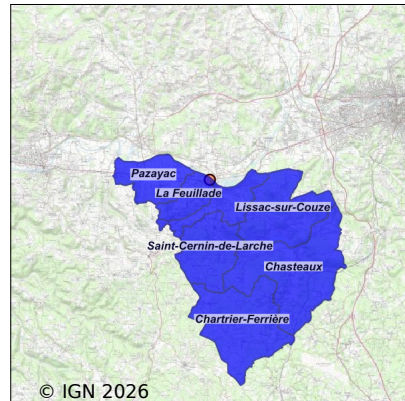 Pazayac
La Feuillade
Lissac-sur-Couze
Saint-Cernin-de-Larche
Chasteaux
Chartrier-Ferrière
© IGN 2026